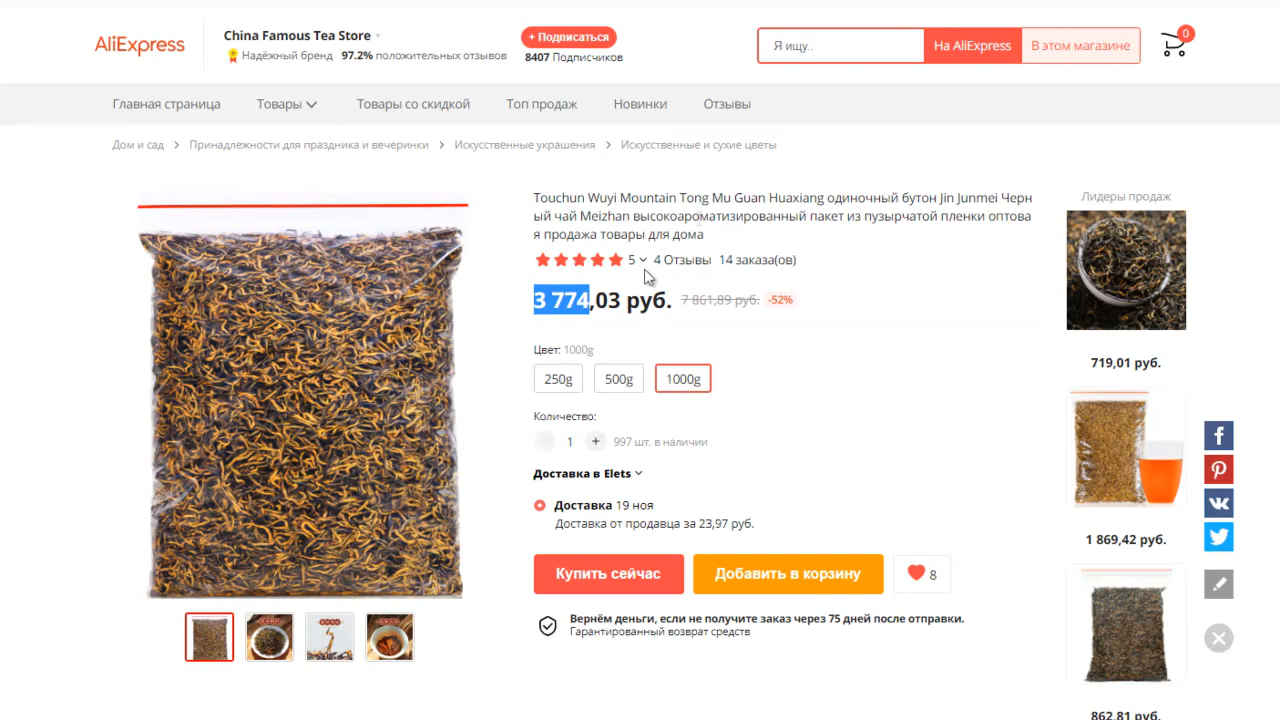 AliExpress
China Famous Tea Store
Надёжный бренд 97.2% положительных отзывов
+ Подписаться
8407 Подписчиков
Я ищу..
На AliExpress
В этом магазине
0
Главная страница
Товары
Товары со скидкой
Топ продаж
Новинки
Отзывы
Дом и сад > Принадлежности для праздника и вечеринки > Искусственные украшения > Искусственные и сухие цветы
Touchun Wuyi Mountain Tong Mu Guan Huaxiang одиночный бутон Jin Junmei Черн
ый чай Meizhan высокоароматизированный пакет из пузырчатой пленки оптова
я продажа товары для дома
5 4 Отзывы 14 заказа(ов)
3 774,03 руб. 7 861,89 руб. -52%
Цвет: 1000g
250g 500g 1000g
Количество:
1 + 997 шт. в наличии
Доставка в Elets
Доставка 19 ноя
Доставка от продавца за 23,97 руб.
Купить сейчас
Добавить в корзину
8
Вернём деньги, если не получите заказ через 75 дней после отправки.
Гарантированный возврат средств
Лидеры продаж
719,01 руб.
1 869,42 руб.
862,81 руб.